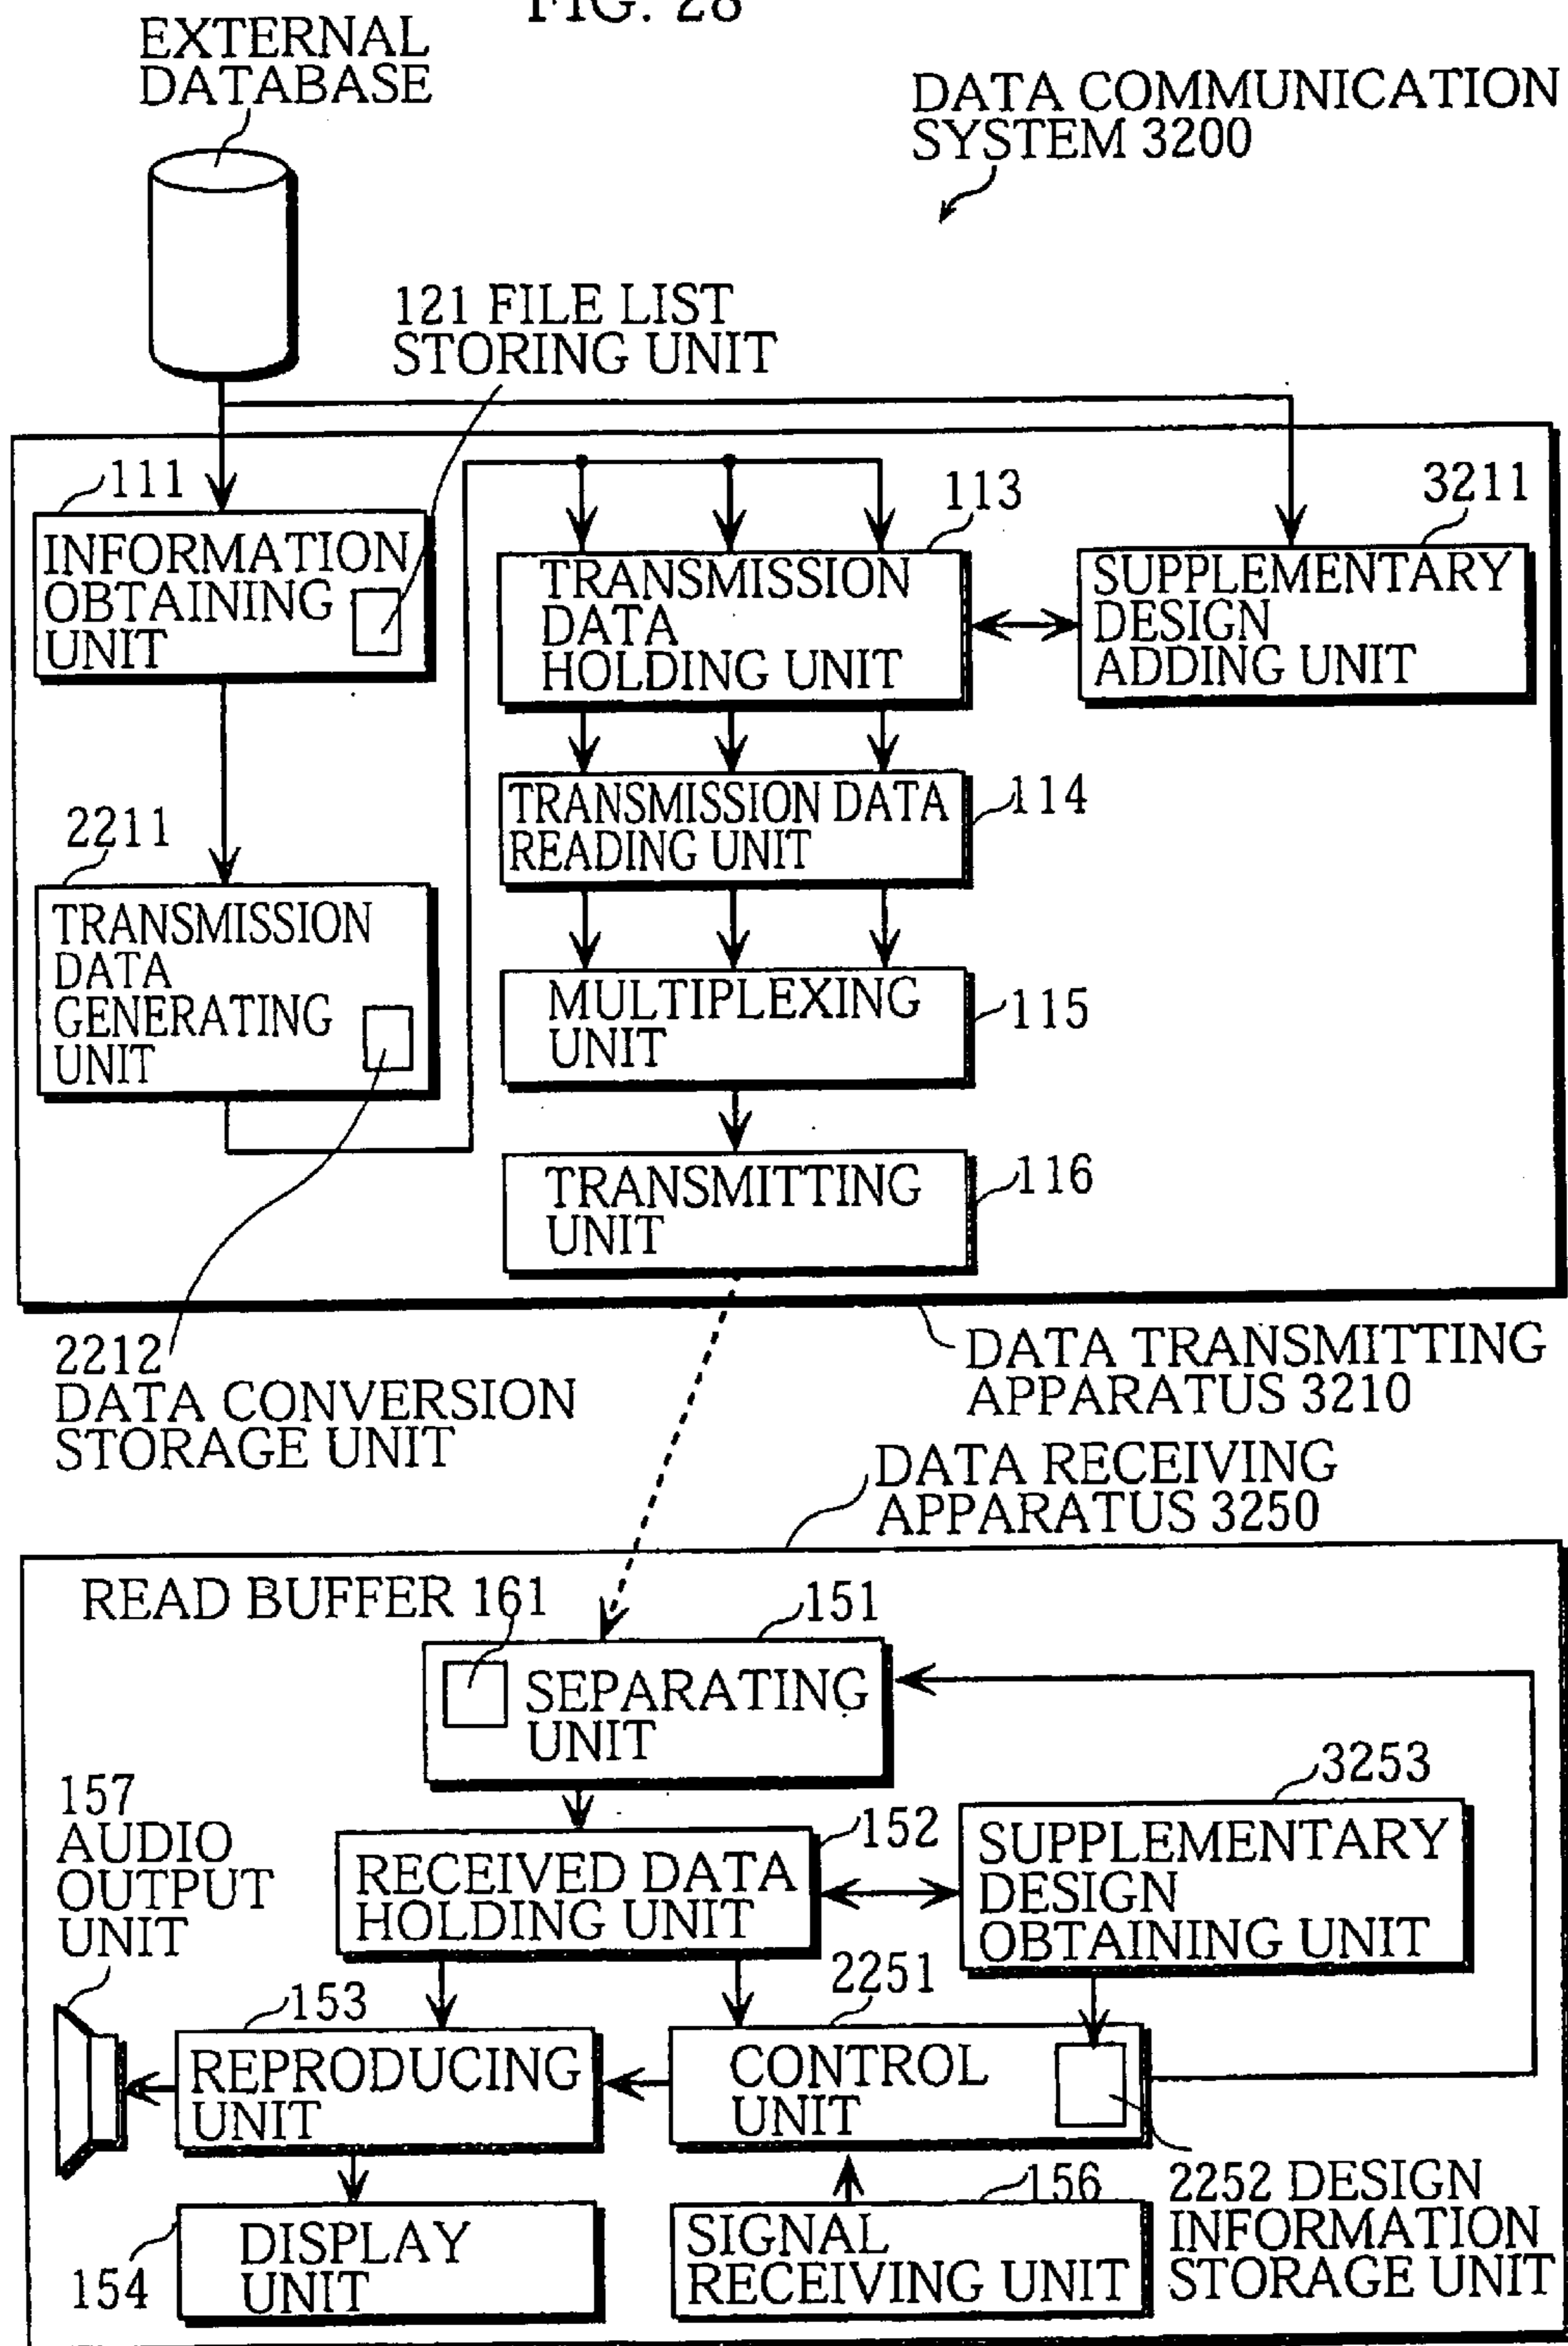 FIG. 28
EXTERNAL
DATABASE
DATA COMMUNICATION
SYSTEM 3200
121 FILE LIST
STORING UNIT
111
INFORMATION
OBTAINING
UNIT
113
TRANSMISSION
DATA
HOLDING UNIT
3211
SUPPLEMENTARY
DESIGN
ADDING UNIT
2211
TRANSMISSION
DATA
GENERATING
UNIT
114
TRANSMISSION DATA
READING UNIT
MULTIPLEXING
UNIT
115
TRANSMITTING
UNIT
116
2212
DATA CONVERSION
STORAGE UNIT
DATA TRANSMITTING
APPARATUS 3210
DATA RECEIVING
APPARATUS 3250
READ BUFFER 161
151
SEPARATING
UNIT
157
AUDIO
OUTPUT
UNIT
152
RECEIVED DATA
HOLDING UNIT
3253
SUPPLEMENTARY
DESIGN
OBTAINING UNIT
153
REPRODUCING
UNIT
2251
CONTROL
UNIT
154
DISPLAY
UNIT
156
SIGNAL
RECEIVING UNIT
2252 DESIGN
INFORMATION
STORAGE UNIT